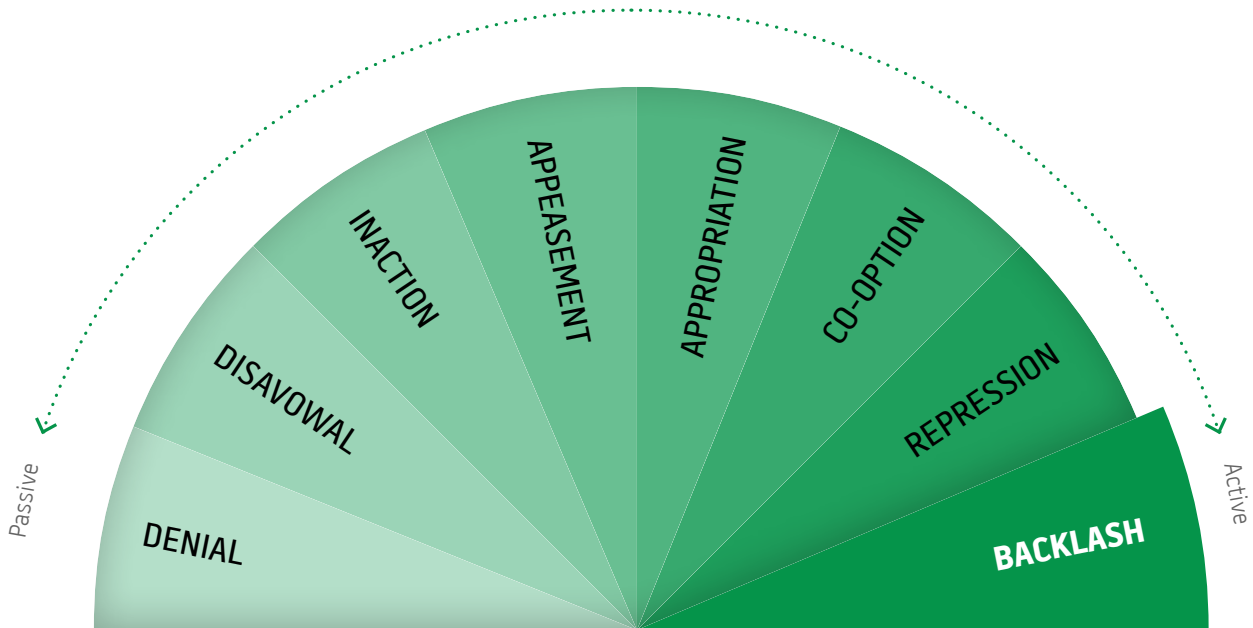 Passive
DENIAL
DISAVOWAL
INACTION
APPEASEMENT
APPROPRIATION
CO-OPTION
REPRESSION
BACKLASH
Active